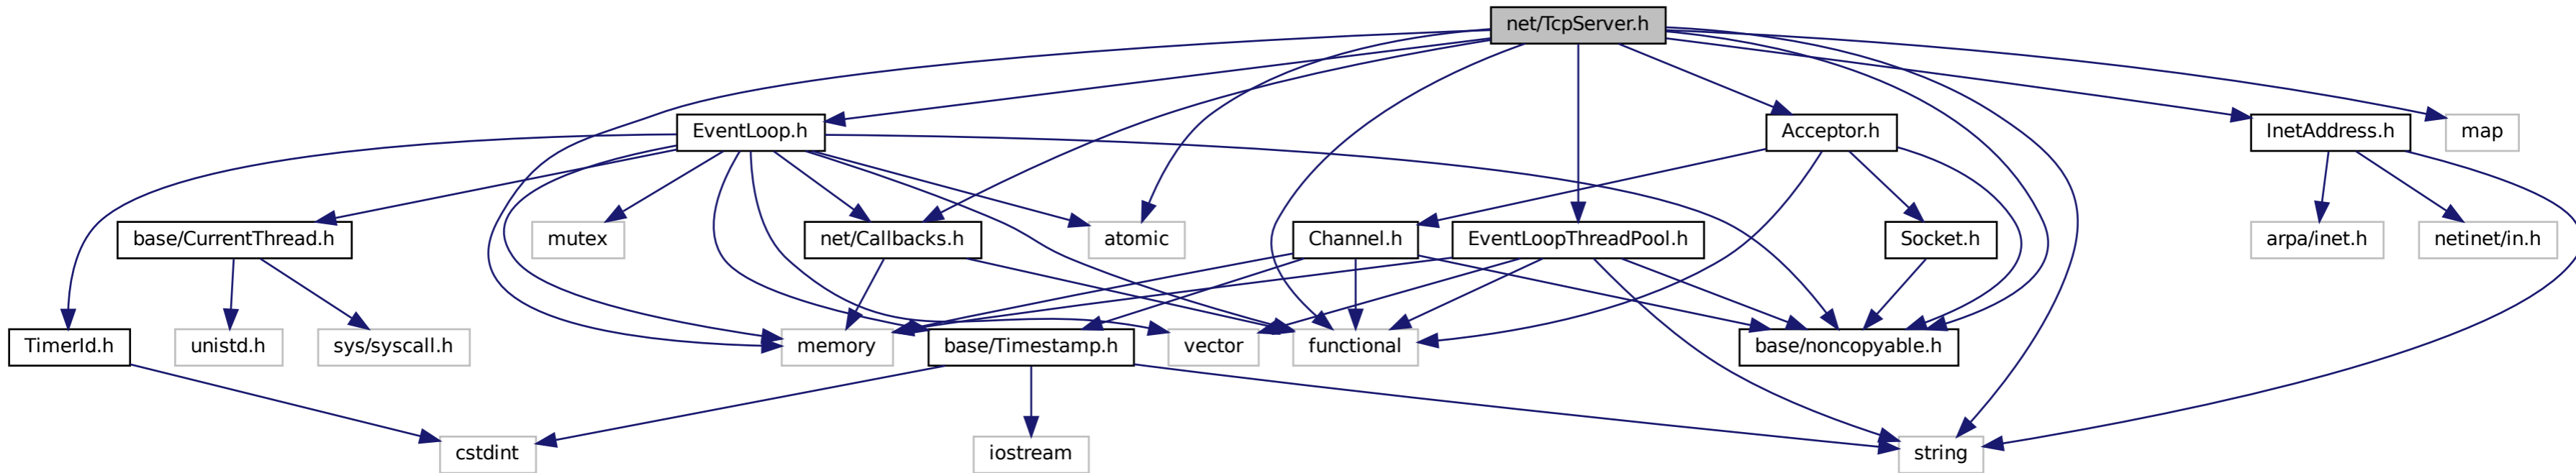 net/TcpServer.h
EventLoop.h
Acceptor.h
InetAddress.h
map
base/CurrentThread.h
mutex
net/Callbacks.h
atomic
Channel.h
EventLoopThreadPool.h
Socket.h
arpa/inet.h
netinet/in.h
TimerId.h
unistd.h
sys/syscall.h
memory
base/Timestamp.h
vector
functional
base/noncopyable.h
cstdint
iostream
string